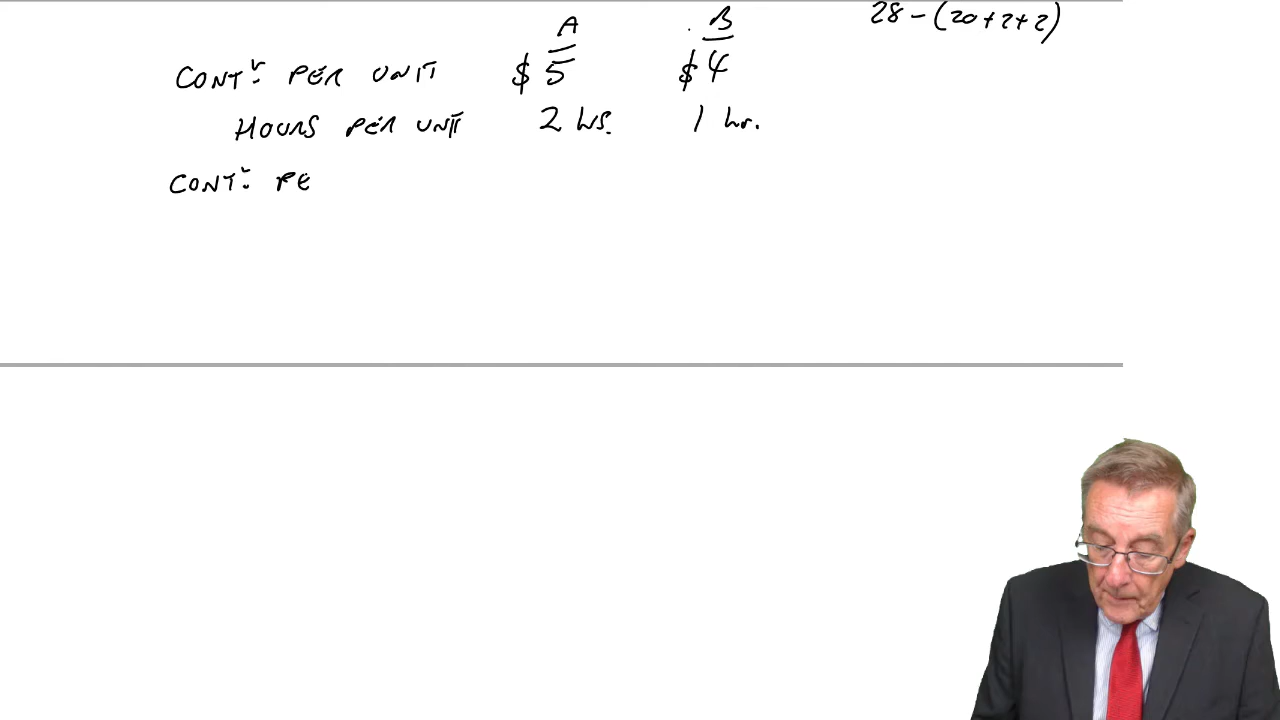 A B 28-(20+2+2)
CONTN. PER UNIT $5 $4
HOURS PER UNIT 2 hrs. 1 hr.
CONTN. PE